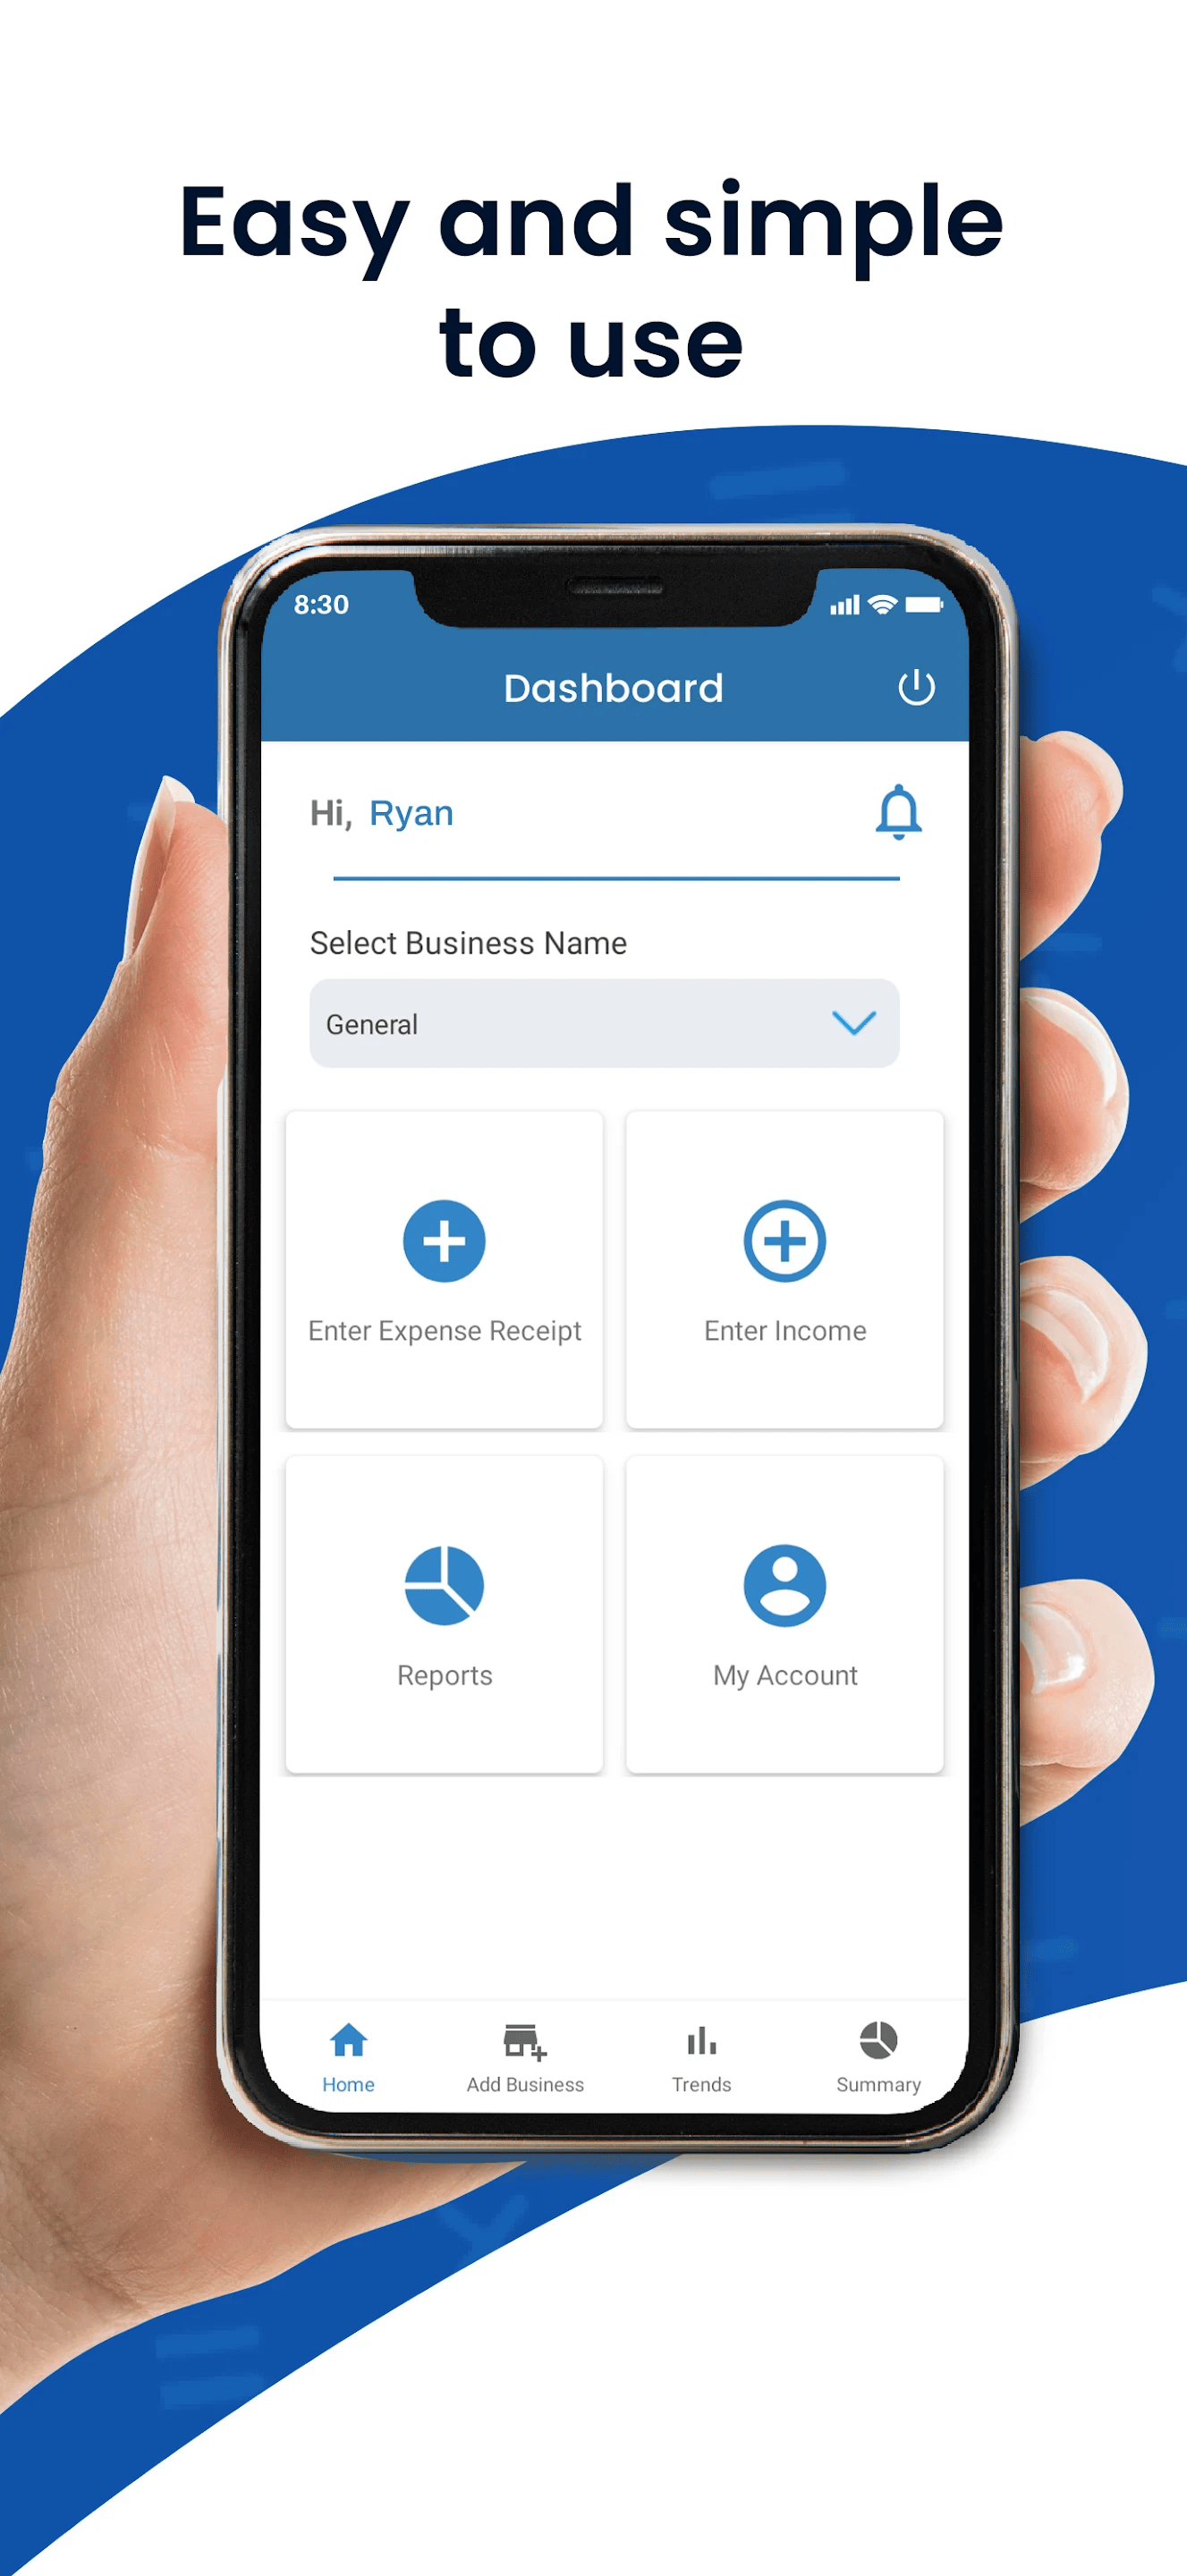 Easy and simple
to use
8:30
Dashboard
Hi, Ryan
Select Business Name
General
Enter Expense Receipt
Enter Income
Reports
My Account
Home
Add Business
Trends
Summary